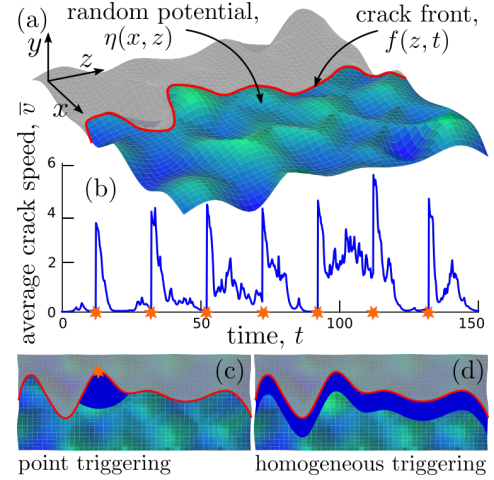 (a)
random potential,
η(x, z)
crack front,
f(z, t)
y
z
x
average crack speed, v̅
(b)
6
4
2
0
0 50 100 150
time, t
(c)
(d)
point triggering
homogeneous triggering